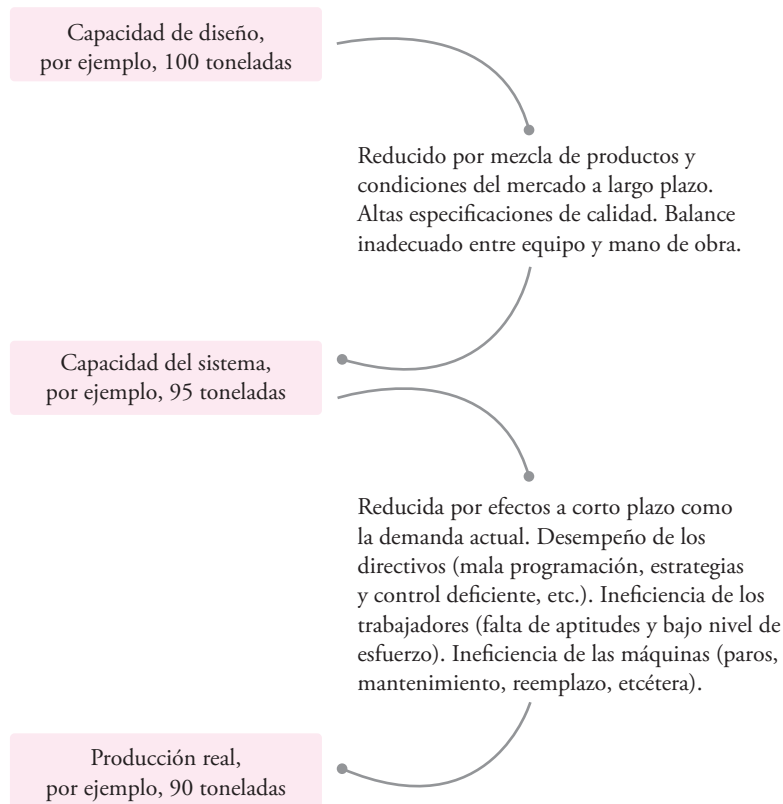 Capacidad de diseño,
por ejemplo, 100 toneladas
Reducido por mezcla de productos y
condiciones del mercado a largo plazo.
Altas especificaciones de calidad. Balance
inadecuado entre equipo y mano de obra.
Capacidad del sistema,
por ejemplo, 95 toneladas
Reducida por efectos a corto plazo como
la demanda actual. Desempeño de los
directivos (mala programación, estrategias
y control deficiente, etc.). Ineficiencia de los
trabajadores (falta de aptitudes y bajo nivel de
esfuerzo). Ineficiencia de las máquinas (paros,
mantenimiento, reemplazo, etcétera).
Producción real,
por ejemplo, 90 toneladas